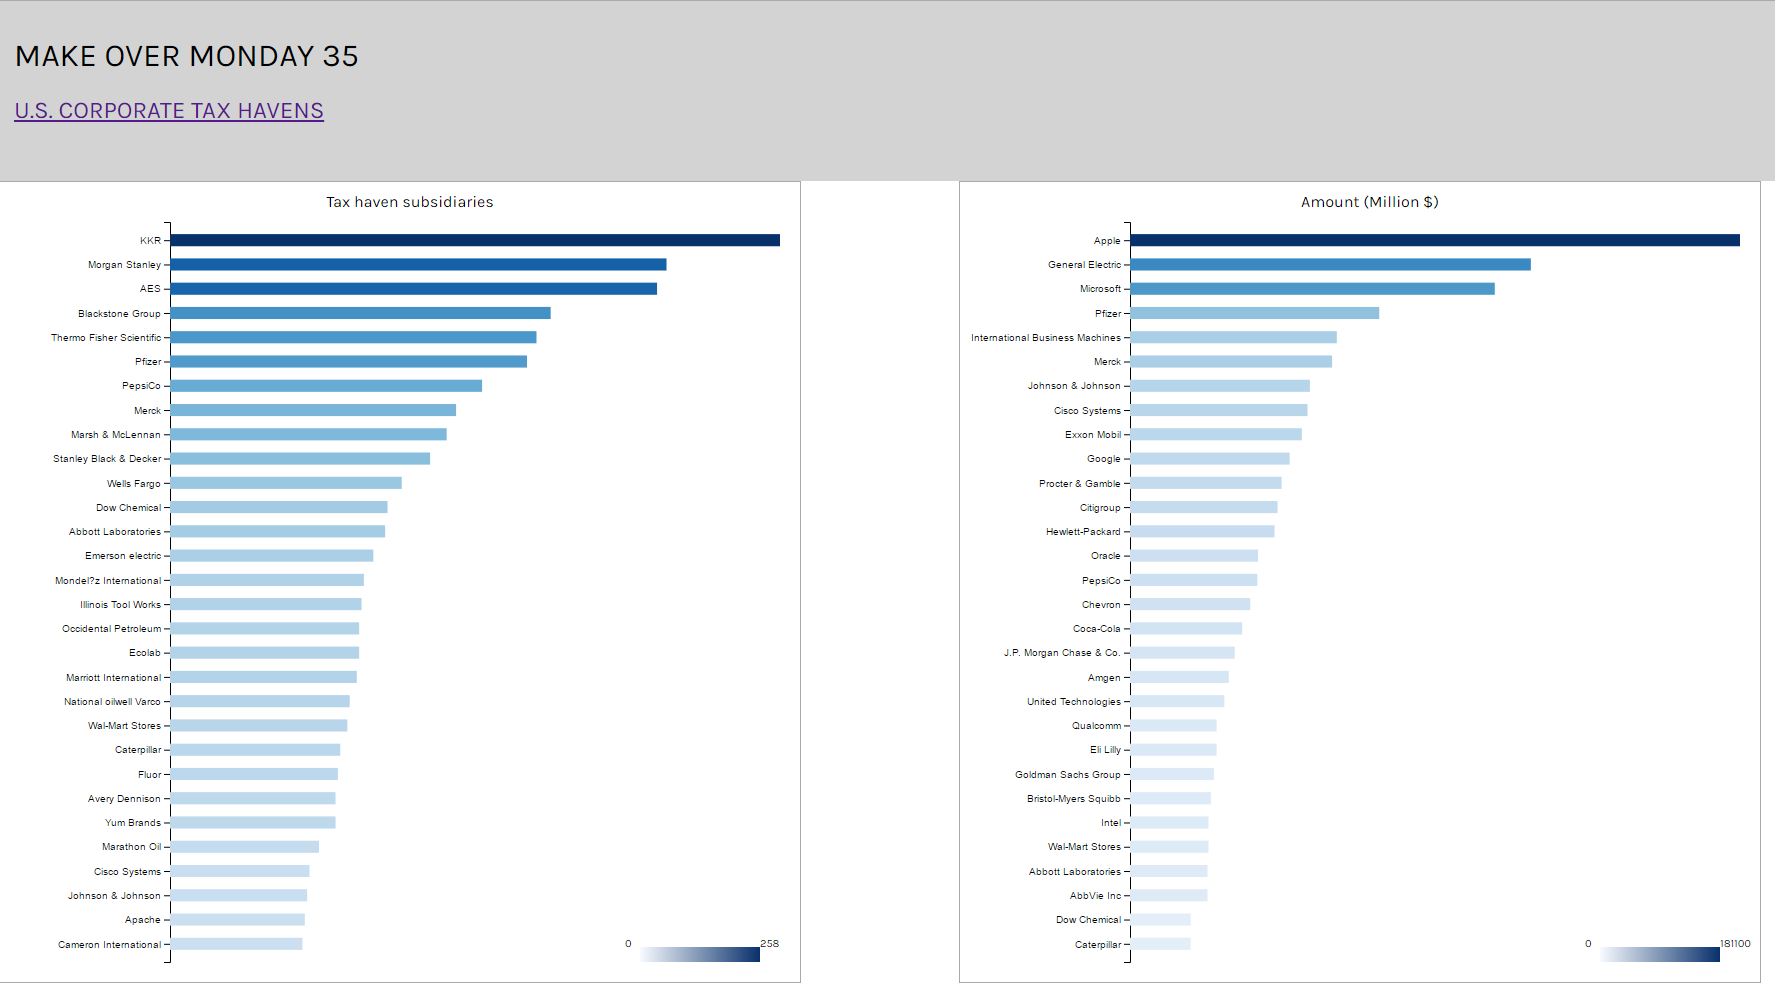 MAKE OVER MONDAY 35
U.S. CORPORATE TAX HAVENS
Tax haven subsidiaries
KKR
Morgan Stanley
AES
Blackstone Group
Thermo Fisher Scientific
Pfizer
PepsiCo
Merck
Marsh & McLennan
Stanley Black & Decker
Wells Fargo
Dow Chemical
Abbott Laboratories
Emerson electric
Mondel?z International
Illinois Tool Works
Occidental Petroleum
Ecolab
Marriott International
National oilwell Varco
Wal-Mart Stores
Caterpillar
Fluor
Avery Dennison
Yum Brands
Marathon Oil
Cisco Systems
Johnson & Johnson
Apache
Cameron International
0 258
Amount (Million $)
Apple
General Electric
Microsoft
Pfizer
International Business Machines
Merck
Johnson & Johnson
Cisco Systems
Exxon Mobil
Google
Procter & Gamble
Citigroup
Hewlett-Packard
Oracle
PepsiCo
Chevron
Coca-Cola
J.P. Morgan Chase & Co.
Amgen
United Technologies
Qualcomm
Eli Lilly
Goldman Sachs Group
Bristol-Myers Squibb
Intel
Wal-Mart Stores
Abbott Laboratories
AbbVie Inc
Dow Chemical
Caterpillar
0 181100